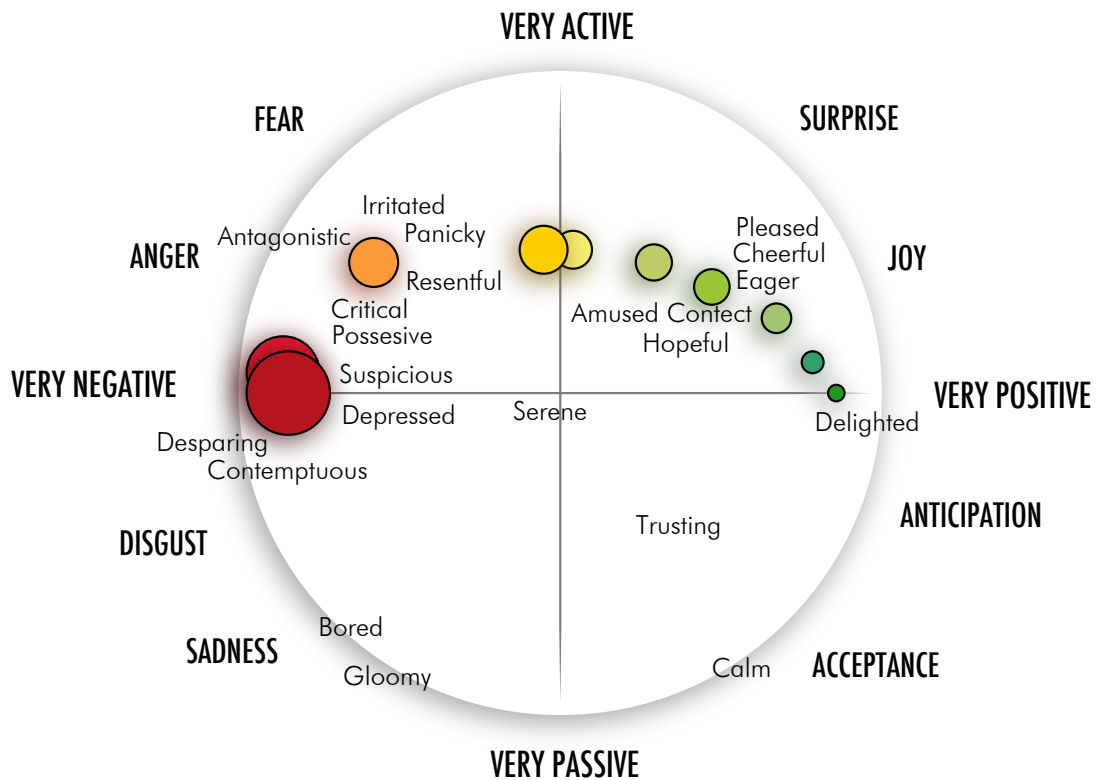 VERY ACTIVE
FEAR
SURPRISE
Irritated
Antagonistic
Panicky
Pleased
Cheerful
Eager
ANGER
JOY
Resentful
Critical
Possesive
Amused Contect
Hopeful
Suspicious
VERY NEGATIVE
VERY POSITIVE
Depressed
Serene
Delighted
Desparing
Contemptuous
ANTICIPATION
Trusting
DISGUST
Bored
SADNESS
Gloomy
Calm
ACCEPTANCE
VERY PASSIVE